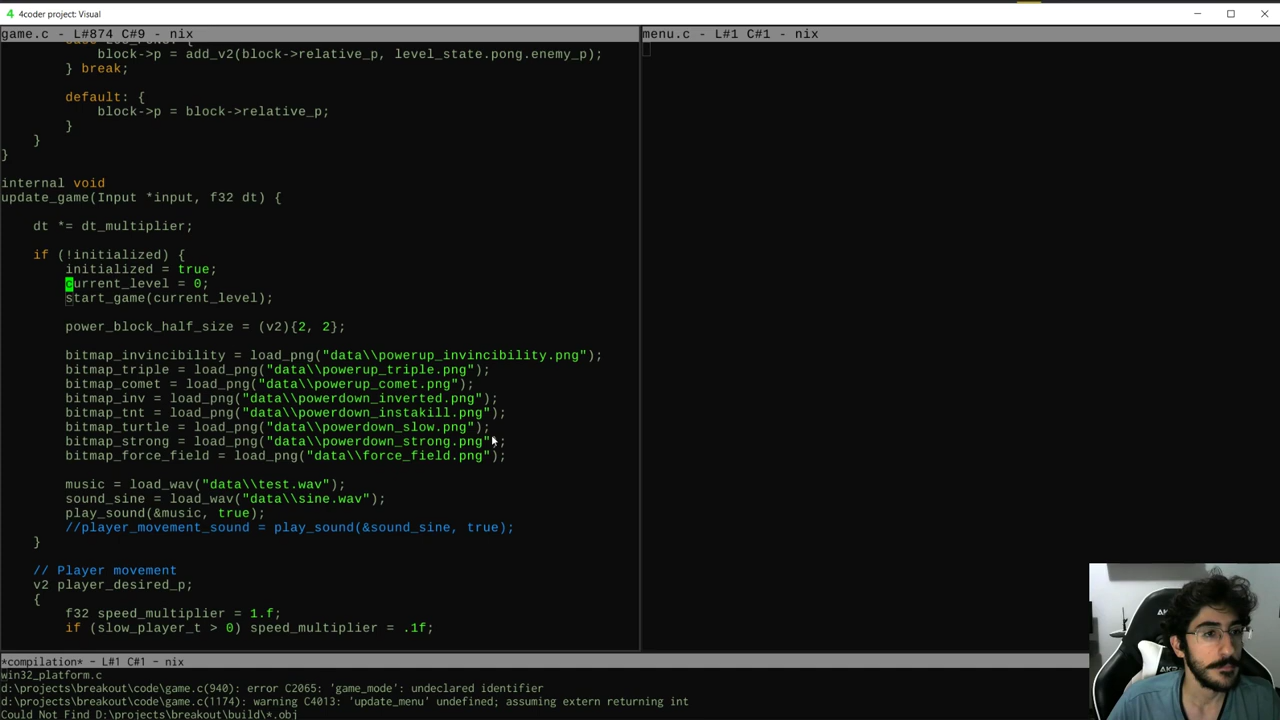 4 4coder project: Visual
game.c - L#874 C#9 - nix
block->p = add_v2(block->relative_p, level_state.pong.enemy_p);
} break;
default: {
block->p = block->relative_p;
}
}
}
internal void
update_game(Input *input, f32 dt) {
dt *= dt_multiplier;
if (!initialized) {
initialized = true;
current_level = 0;
start_game(current_level);
power_block_half_size = (v2){2, 2};
bitmap_invincibility = load_png("data\\powerup_invincibility.png");
bitmap_triple = load_png("data\\powerup_triple.png");
bitmap_comet = load_png("data\\powerup_comet.png");
bitmap_inv = load_png("data\\powerdown_inverted.png");
bitmap_tnt = load_png("data\\powerdown_instakill.png");
bitmap_turtle = load_png("data\\powerdown_slow.png");
bitmap_strong = load_png("data\\powerdown_strong.png");
bitmap_force_field = load_png("data\\force_field.png");
music = load_wav("data\\test.wav");
sound_sine = load_wav("data\\sine.wav");
play_sound(&music, true);
//player_movement_sound = play_sound(&sound_sine, true);
}
// Player movement
v2 player_desired_p;
{
f32 speed_multiplier = 1.f;
if (slow_player_t > 0) speed_multiplier = .1f;
menu.c - L#1 C#1 - nix
*compilation* - L#1 C#1 - nix
win32_platform.c
d:\projects\breakout\code\game.c(940): error C2065: 'game_mode': undeclared identifier
d:\projects\breakout\code\game.c(1174): warning C4013: 'update_menu' undefined; assuming extern returning int
Could Not Find D:\projects\breakout\build\*.obj